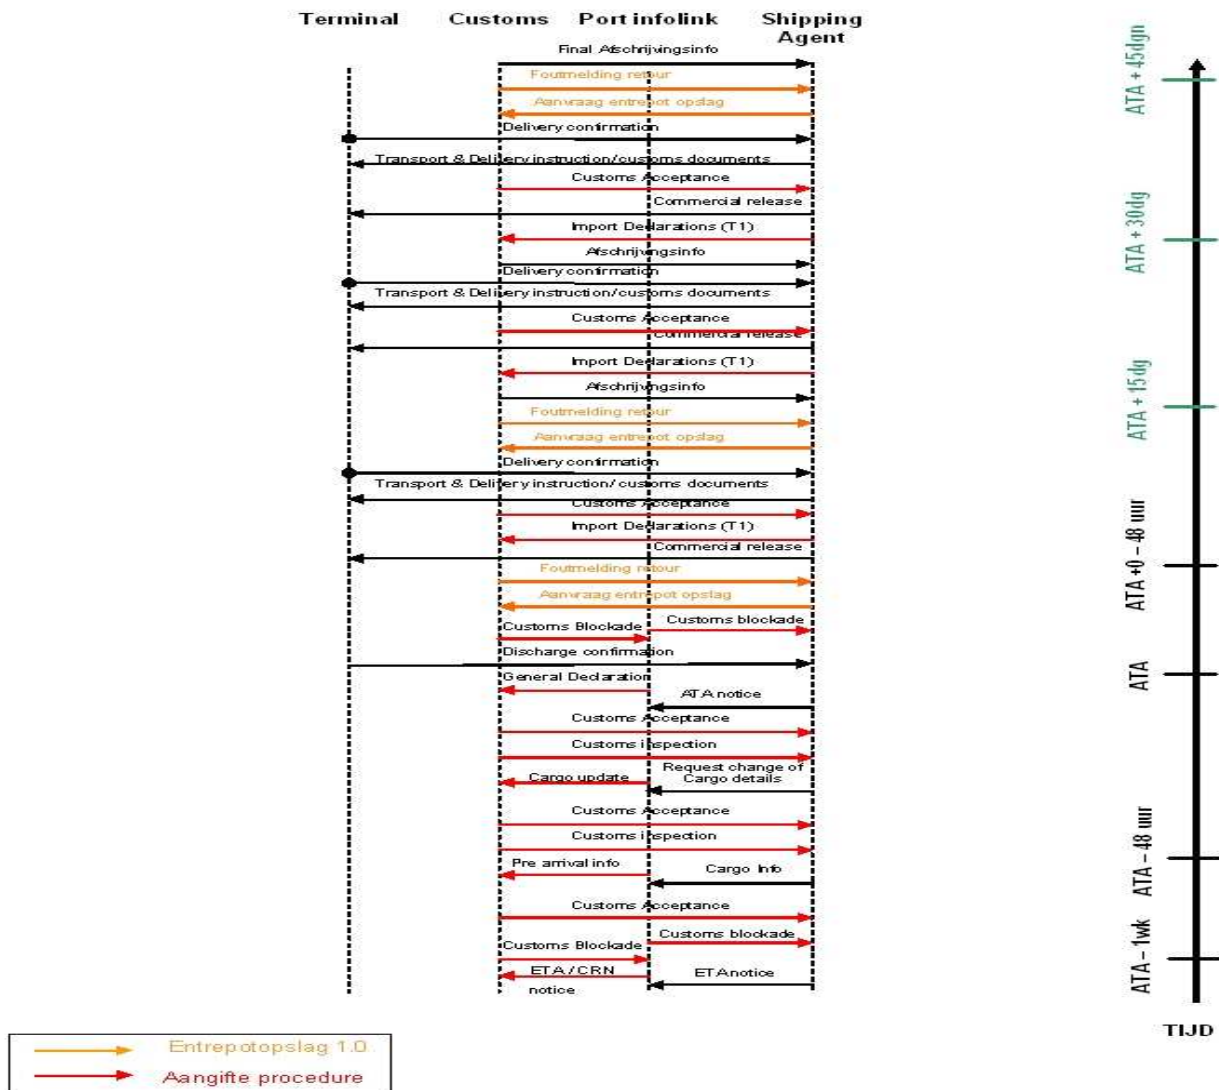 Terminal Customs Port infolink Shipping
Agent
Final Afschrijvingsinfo
Foutmelding retour
Aanvraag entrepot opslag
Delivery confirmation
Transport & Delivery instruction/customs documents
Customs Acceptance
Commercial release
Import Declarations (T1)
Afschrijvingsinfo
Delivery confirmation
Transport & Delivery instruction/customs documents
Customs Acceptance
Commercial release
Import Declarations (T1)
Afschrijvingsinfo
Foutmelding retour
Aanvraag entrepot opslag
Delivery confirmation
Transport & Delivery instruction/customs documents
Customs Acceptance
Import Declarations (T1)
Commercial release
Foutmelding retour
Aanvraag entrepot opslag
Customs Blockade Customs blockade
Discharge confirmation
General Declaration
ATA notice
Customs Acceptance
Customs inspection
Cargo update
Request change of
Cargo details
Customs Acceptance
Customs inspection
Pre arrival info Cargo Info
Customs Acceptance
Customs blockade
Customs Blockade
ETA / CRN
notice
ETA notice
ATA + 45dgn
ATA + 30dg
ATA + 15dg
ATA +0 – 48 uur
ATA
ATA – 48 uur
ATA – 1wk
TIJD
Entrepotopslag 1.0
Aangifte procedure